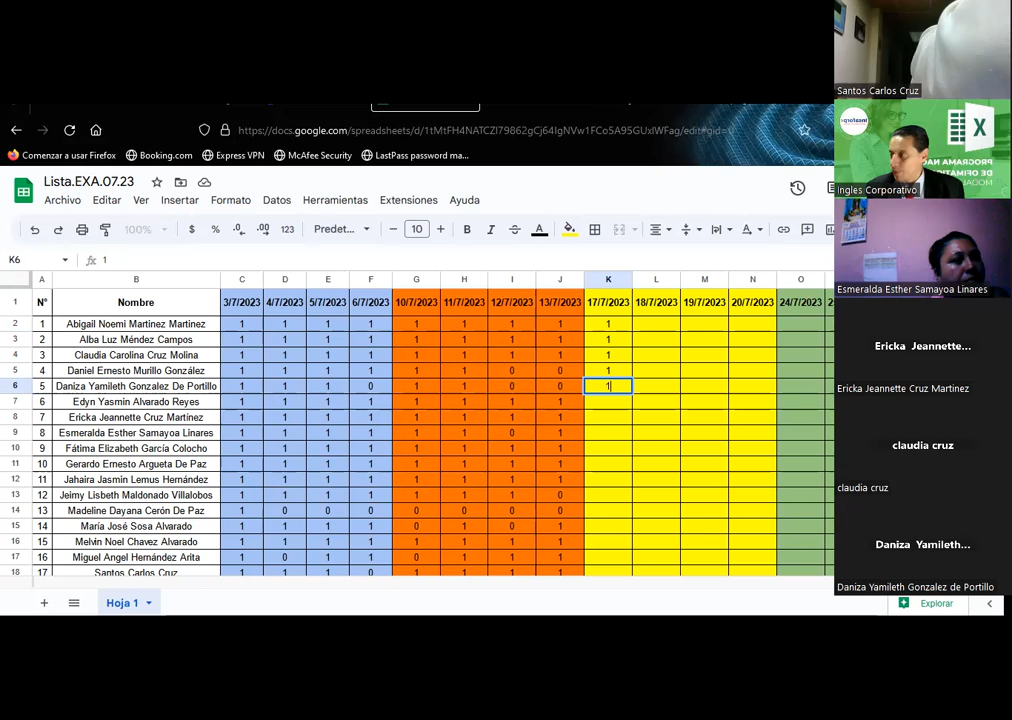 https://docs.google.com/spreadsheets/d/1tMtFH4NATCZl79862gCj64IgNVw1FCo5A95GUxIWFag/edit#gid=0
Comenzar a usar Firefox Booking.com Express VPN McAfee Security LastPass password ma...
Lista.EXA.07.23
Archivo Editar Ver Insertar Formato Datos Herramientas Extensiones Ayuda
100% $ % .0 .00 123 Predet... 10 B I A
K6 fx 1
A B C D E F G H I J K L M N O
1 N° Nombre 3/7/2023 4/7/2023 5/7/2023 6/7/2023 10/7/2023 11/7/2023 12/7/2023 13/7/2023 17/7/2023 18/7/2023 19/7/2023 20/7/2023 24/7/2023 2
2 1 Abigail Noemi Martinez Martinez 1 1 1 1 1 1 1 1 1
3 2 Alba Luz Méndez Campos 1 1 1 1 1 1 1 1 1
4 3 Claudia Carolina Cruz Molina 1 1 1 1 1 1 1 1 1
5 4 Daniel Ernesto Murillo González 1 1 1 1 1 1 0 0 1
6 5 Daniza Yamileth Gonzalez De Portillo 1 1 1 0 1 1 0 0 1
7 6 Edyn Yasmin Alvarado Reyes 1 1 1 1 1 1 1 1
8 7 Ericka Jeannette Cruz Martínez 1 1 1 1 1 1 1 1
9 8 Esmeralda Esther Samayoa Linares 1 1 1 1 1 1 0 1
10 9 Fátima Elizabeth García Colocho 1 1 1 1 1 1 1 1
11 10 Gerardo Ernesto Argueta De Paz 1 1 1 1 1 1 1 1
12 11 Jahaira Jasmin Lemus Hernández 1 1 1 1 1 1 1 1
13 12 Jeimy Lisbeth Maldonado Villalobos 1 1 1 1 1 1 1 0
14 13 Madeline Dayana Cerón De Paz 1 0 0 0 0 0 0 0
15 14 María José Sosa Alvarado 1 1 1 1 1 1 0 1
16 15 Melvin Noel Chavez Alvarado 1 1 1 1 1 1 1 1
17 16 Miguel Angel Hernández Arita 1 0 1 1 0 1 1 1
18 17 Santos Carlos Cruz 1 1 1 0 1 1 1 1
Hoja 1
Explorar
Santos Carlos Cruz
Insaforp
X
PROGRAMA NA
DE OFIMATIC
MODAL
Ingles Corporativo
Esmeralda Esther Samayoa Linares
Ericka Jeannette...
Ericka Jeannette Cruz Martinez
claudia cruz
claudia cruz
Daniza Yamileth...
Daniza Yamileth Gonzalez de Portillo